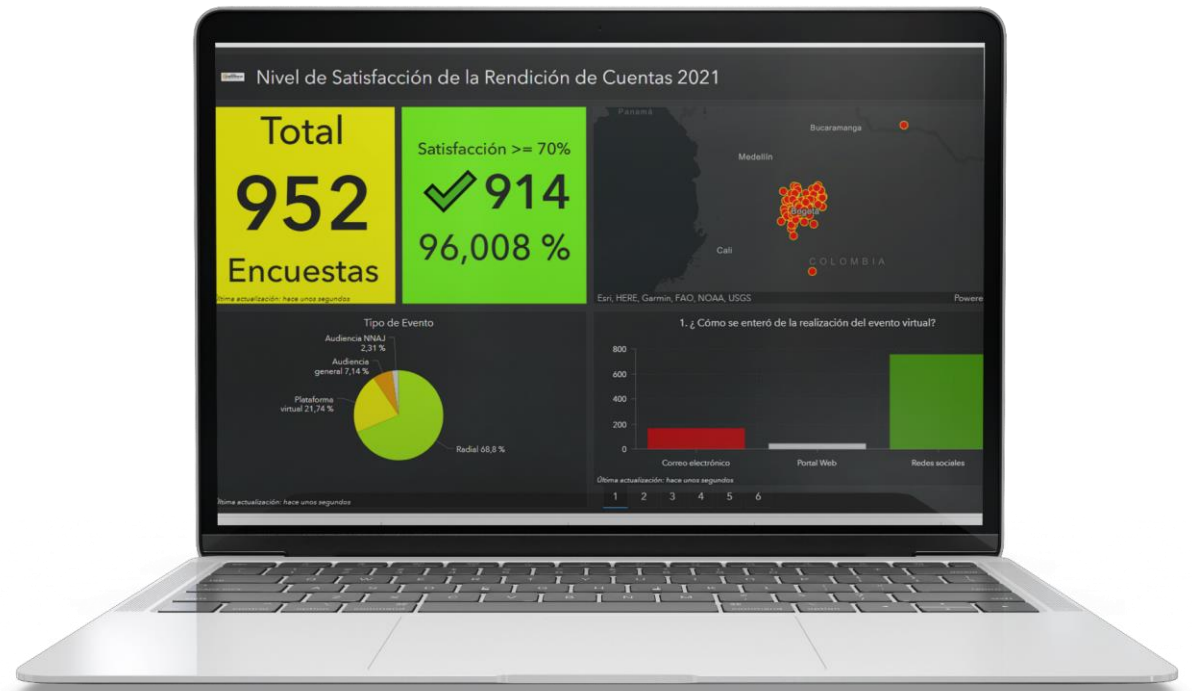 Nivel de Satisfacción de la Rendición de Cuentas 2021
Total
952
Encuestas
Última actualización: hace unos segundos
Satisfacción >= 70%
914
96,008 %
Panamá
Bucaramanga
Medellín
Bogotá
Cali
COLOMBIA
Esri, HERE, Garmin, FAO, NOAA, USGS
Powere
Tipo de Evento
Audiencia NNAJ
2,31 %
Audiencia
general 7,14 %
Plataforma
virtual 21,74 %
Radial 68,8 %
Última actualización: hace unos segundos
1. ¿ Cómo se enteró de la realización del evento virtual?
800
600
400
200
0
Correo electrónico
Portal Web
Redes sociales
Última actualización: hace unos segundos
1 2 3 4 5 6